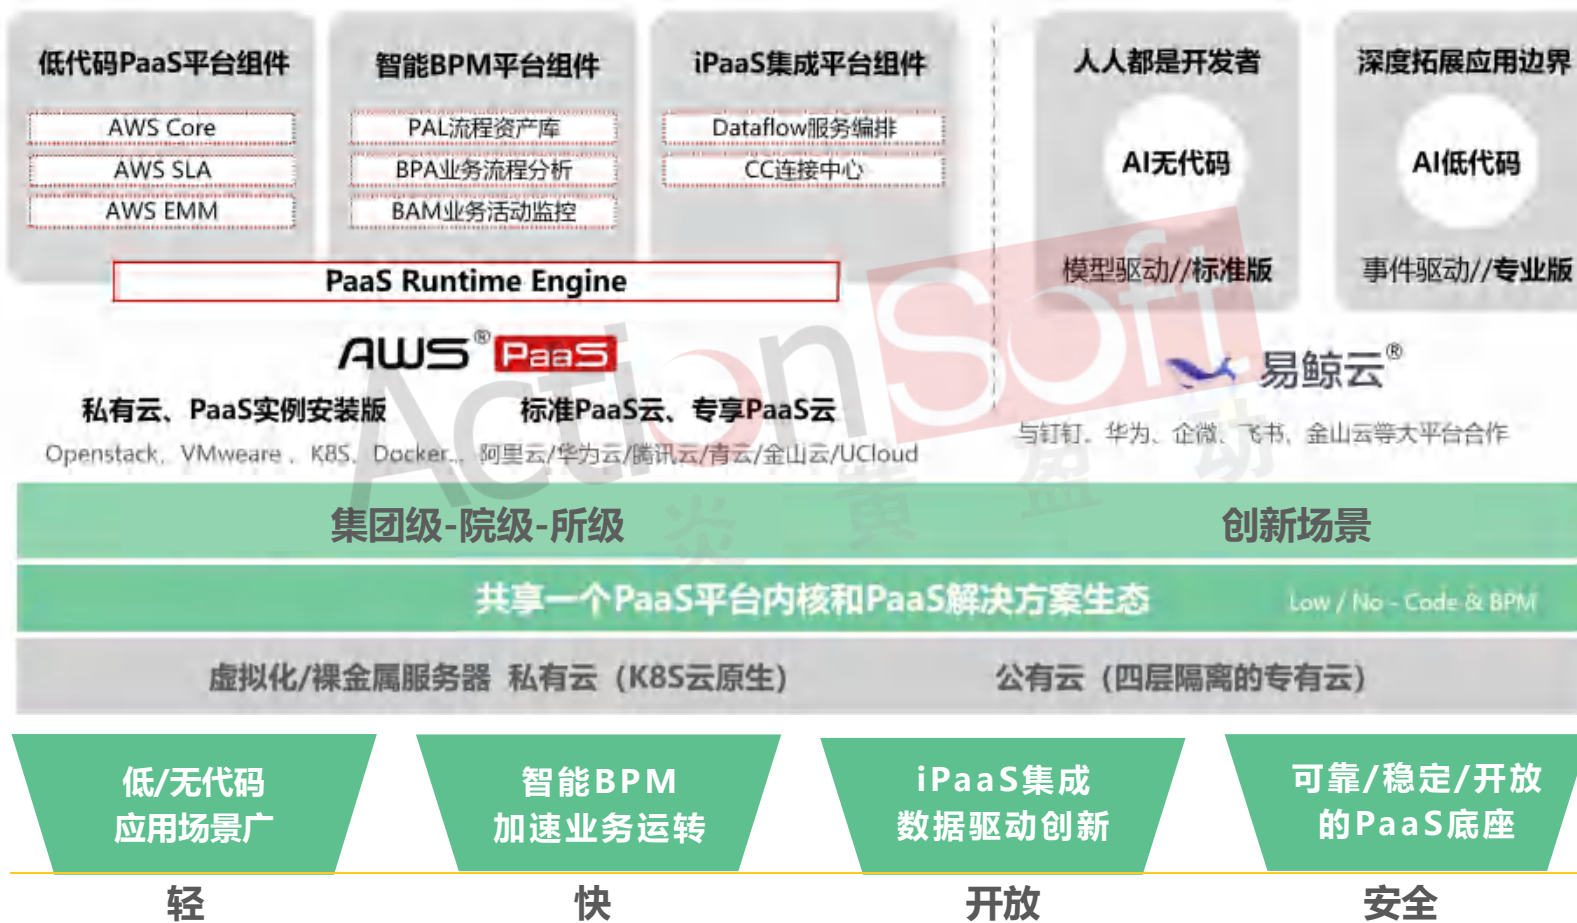 低代码PaaS平台组件
AWS Core
AWS SLA
AWS EMM
智能BPM平台组件
PAL流程资产库
BPA业务流程分析
BAM业务活动监控
iPaaS集成平台组件
Dataflow服务编排
CC连接中心
PaaS Runtime Engine
AWS® PaaS
私有云、PaaS实例安装版
Openstack、VMweare、K8S、Docker...
标准PaaS云、专享PaaS云
阿里云/华为云/腾讯云/青云/金山云/UCloud
人人都是开发者
AI无代码
模型驱动//标准版
深度拓展应用边界
AI低代码
事件驱动//专业版
易鲸云®
与钉钉、华为、企微、飞书、金山云等大平台合作
ActionSoft
炎黄盈动
集团级-院级-所级
创新场景
共享一个PaaS平台内核和PaaS解决方案生态
Low / No - Code & BPM
虚拟化/裸金属服务器 私有云（K8S云原生）
公有云（四层隔离的专有云）
低/无代码
应用场景广
轻
智能BPM
加速业务运转
快
iPaaS集成
数据驱动创新
开放
可靠/稳定/开放
的PaaS底座
安全